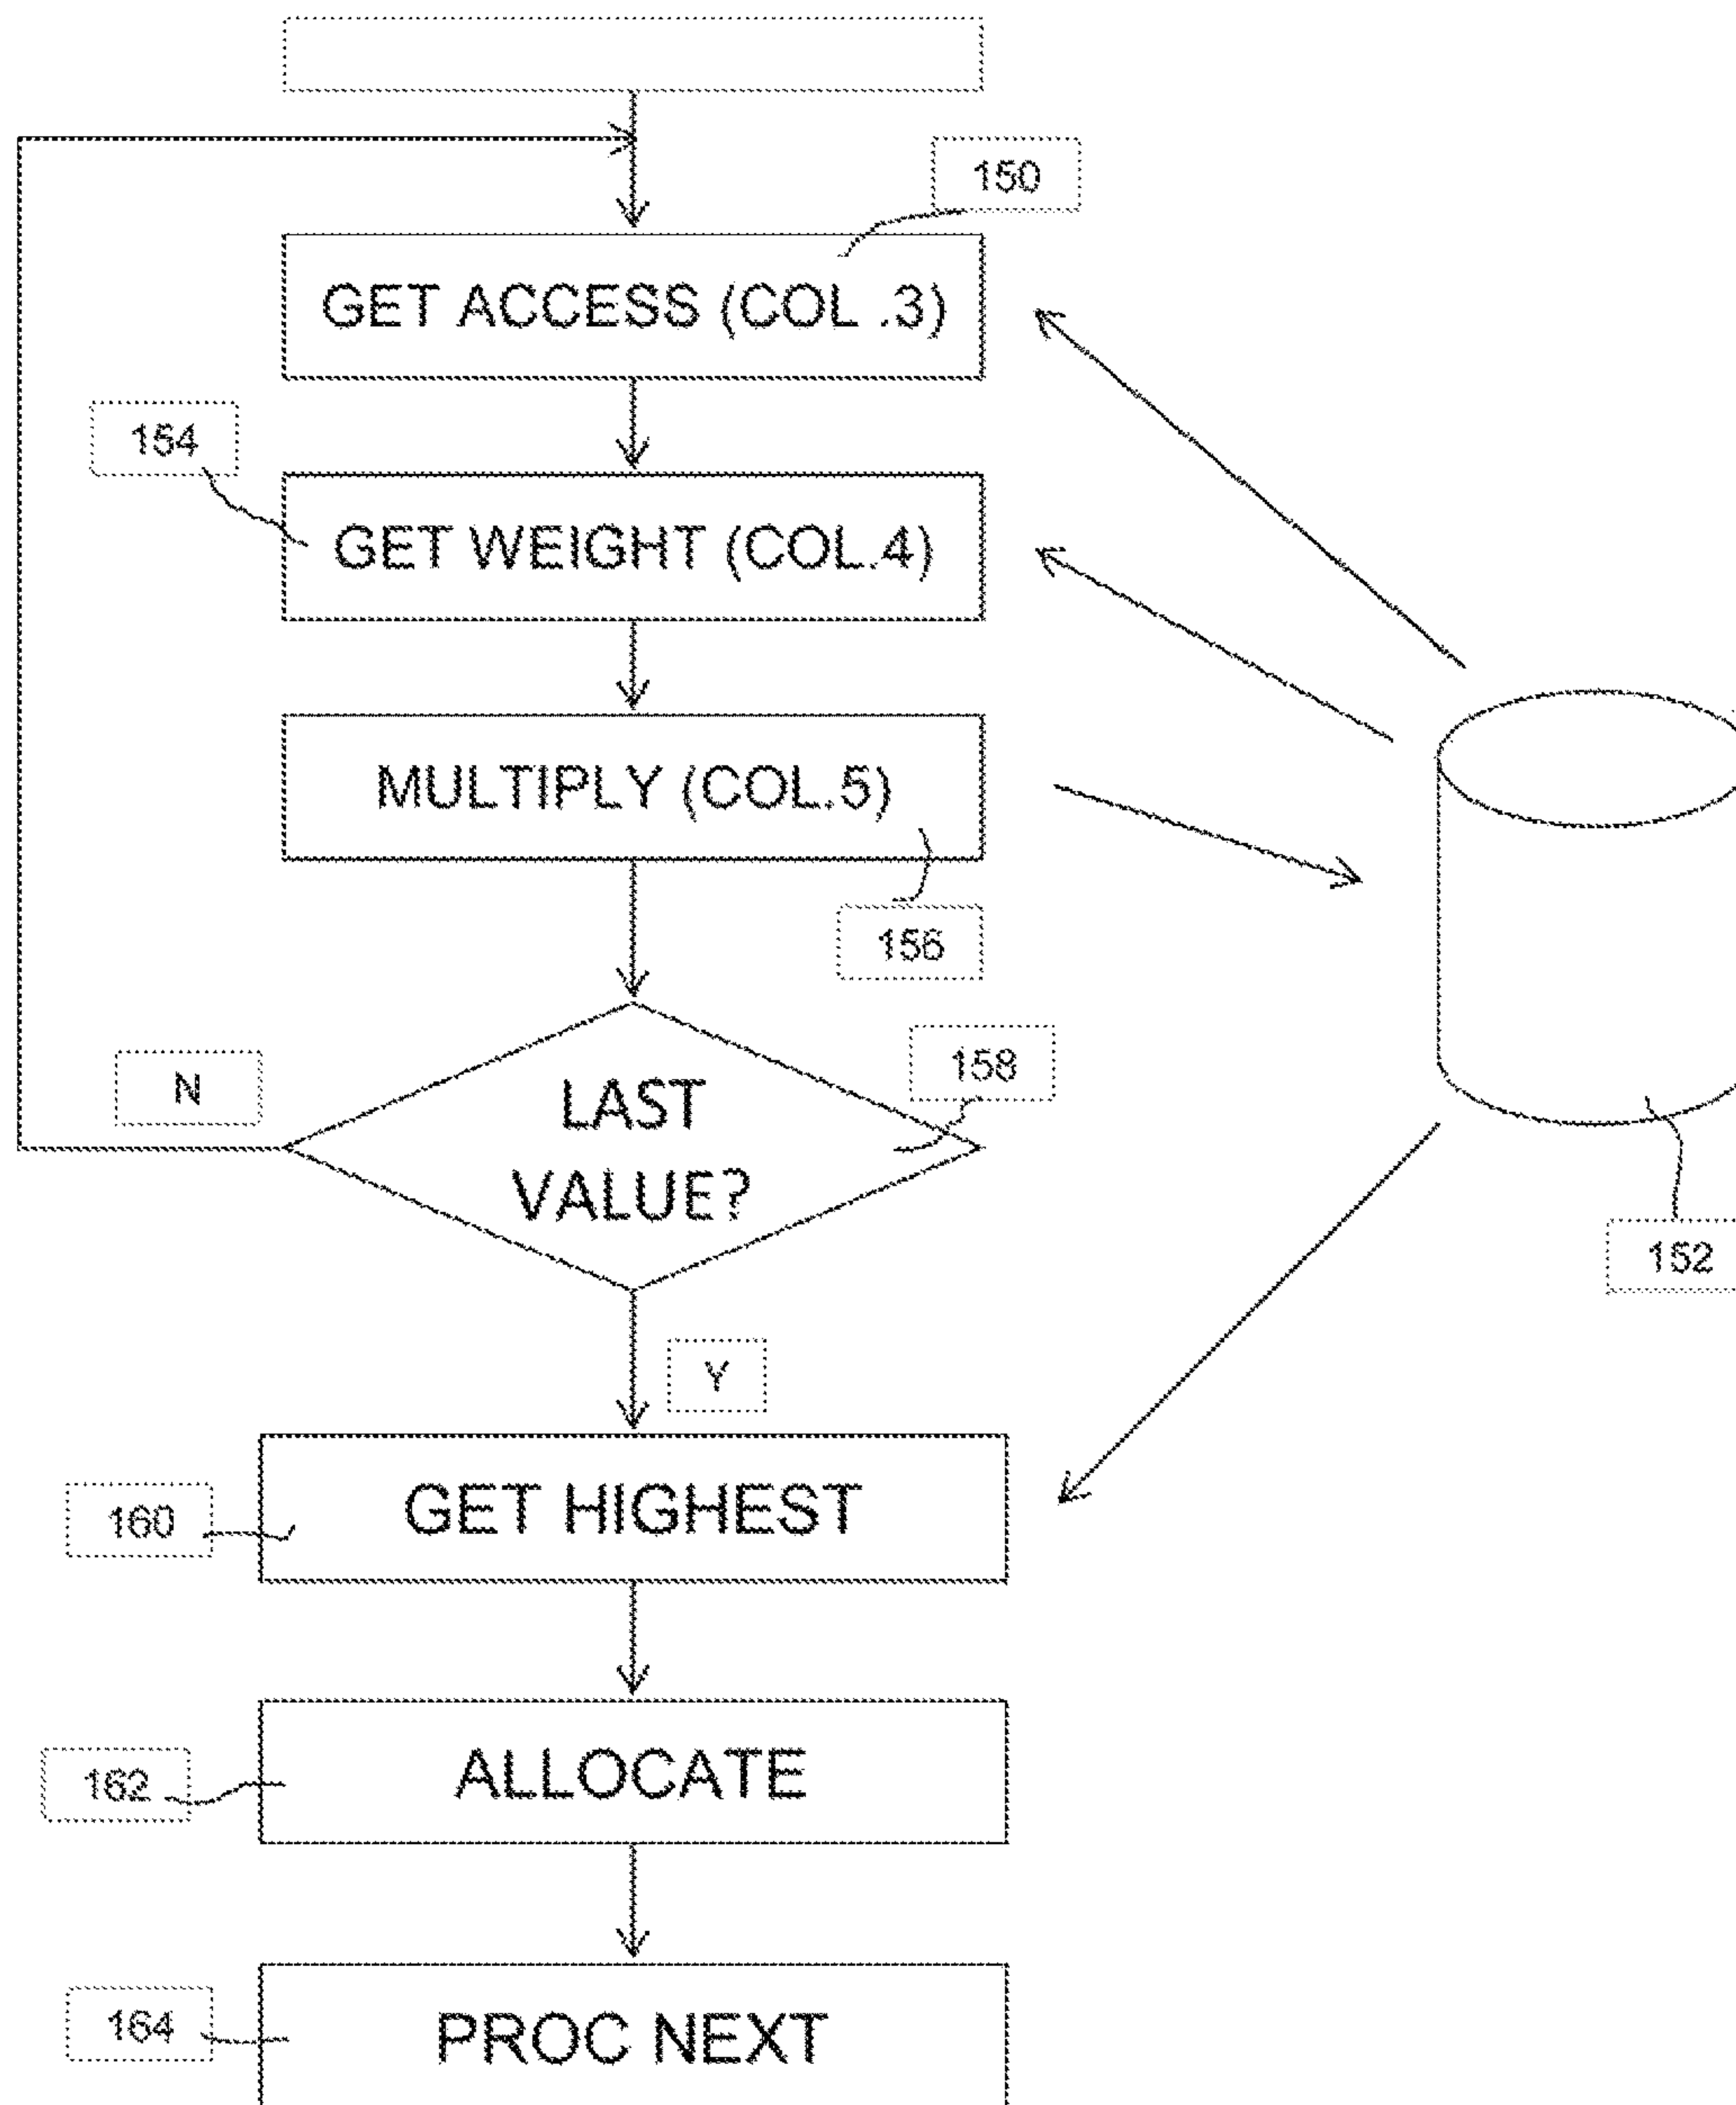 150
GET ACCESS (COL .3)
154
GET WEIGHT (COL.4)
MULTIPLY (COL.5)
156
N
LAST
VALUE?
158
152
Y
GET HIGHEST
160
ALLOCATE
162
PROC NEXT
164